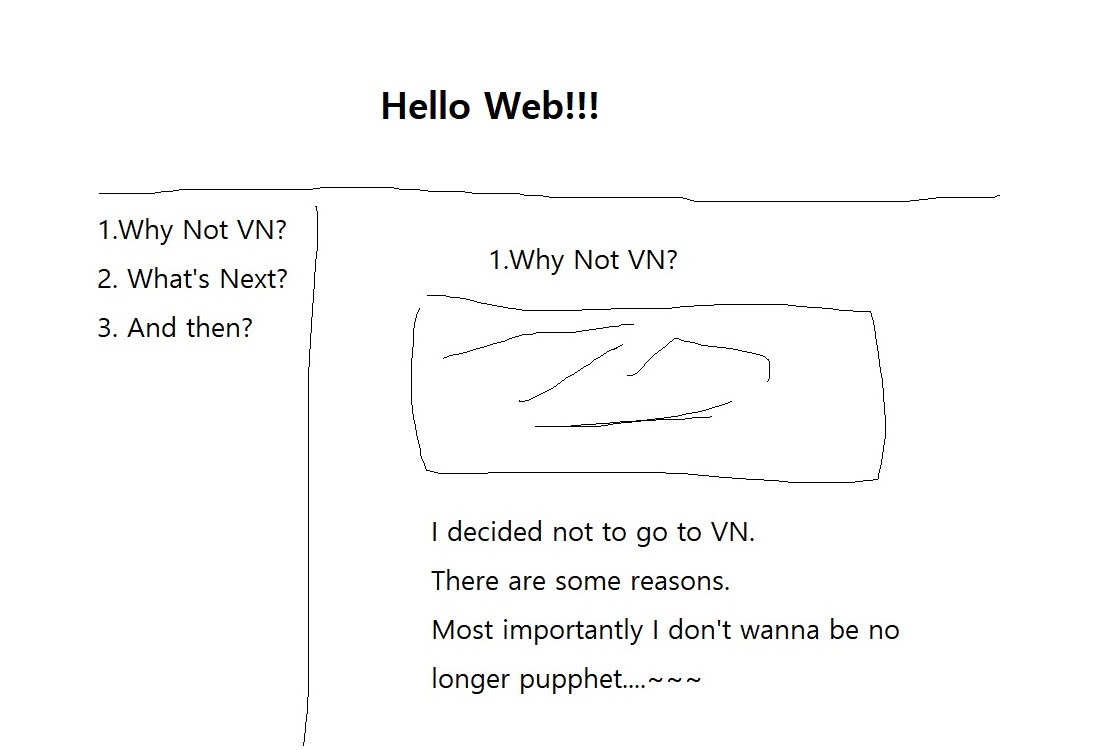 Hello Web!!!
1.Why Not VN?
2. What's Next?
3. And then?
1.Why Not VN?
I decided not to go to VN.
There are some reasons.
Most importantly I don't wanna be no
longer pupphet....~~~